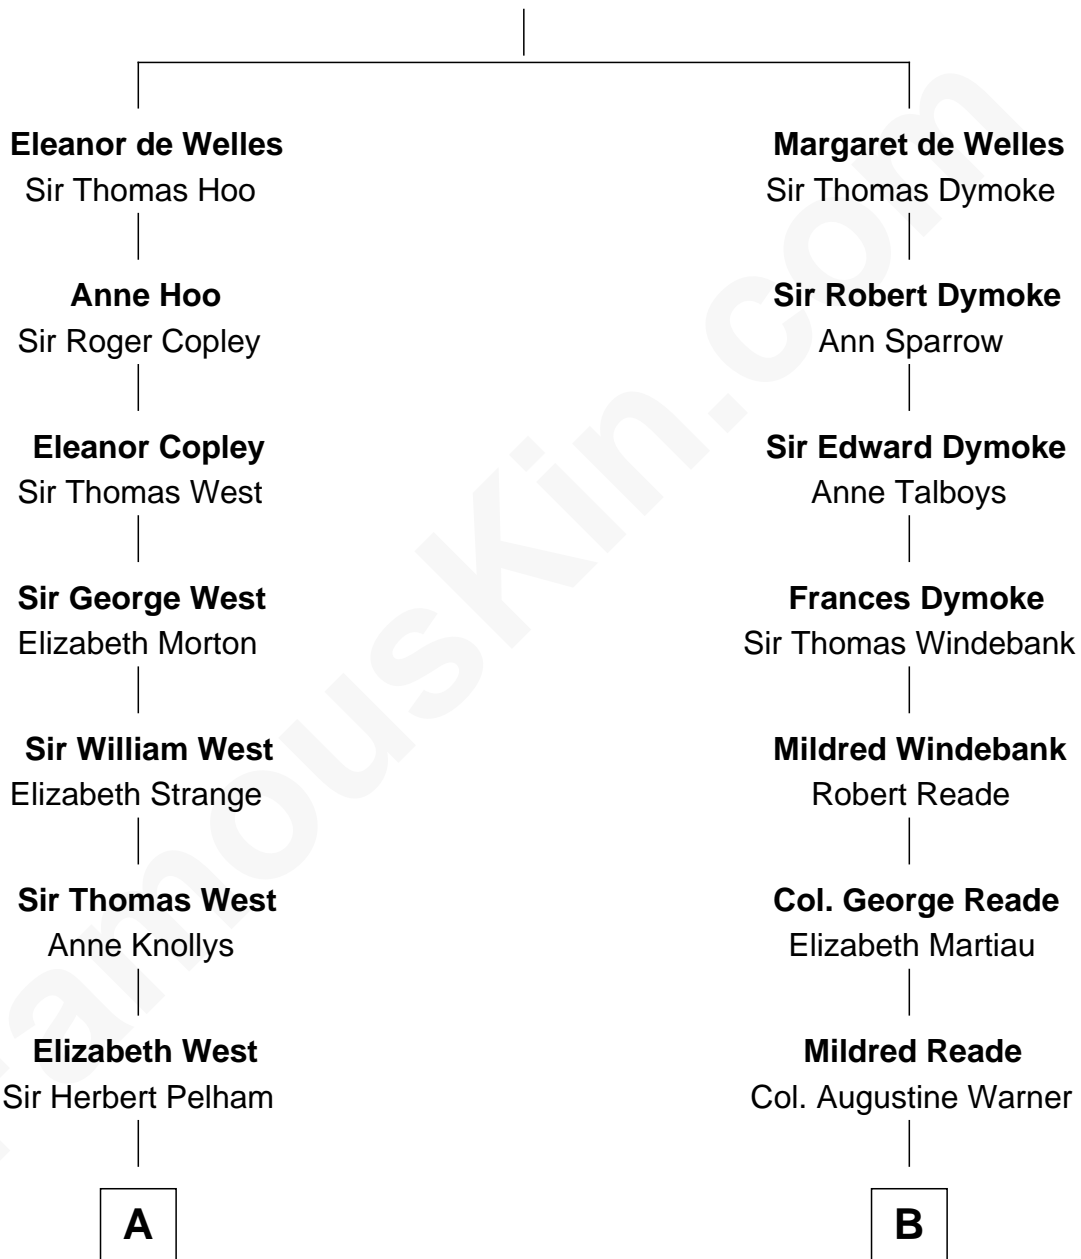 Eleanor de Welles
Sir Thomas Hoo
Margaret de Welles
Sir Thomas Dymoke
Anne Hoo
Sir Roger Copley
Sir Robert Dymoke
Ann Sparrow
Eleanor Copley
Sir Thomas West
Sir Edward Dymoke
Anne Talboys
Sir George West
Elizabeth Morton
Frances Dymoke
Sir Thomas Windebank
Sir William West
Elizabeth Strange
Mildred Windebank
Robert Reade
Sir Thomas West
Anne Knollys
Col. George Reade
Elizabeth Martiau
Elizabeth West
Sir Herbert Pelham
Mildred Reade
Col. Augustine Warner
A
B
FamousKin.com